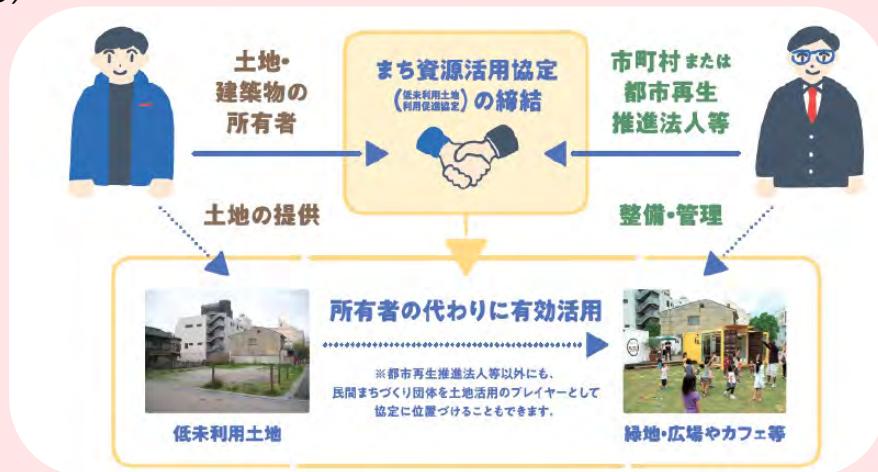 土地・
建築物の
所有者
まち資源活用協定
(低未利用土地利用促進協定)の締結
市町村または
都市再生
推進法人等
土地の提供
整備・管理
所有者の代わりに有効活用
※都市再生推進法人等以外にも、
民間まちづくり団体を土地活用のプレイヤーとして
協定に位置づけることもできます。
低未利用土地
緑地・広場やカフェ等